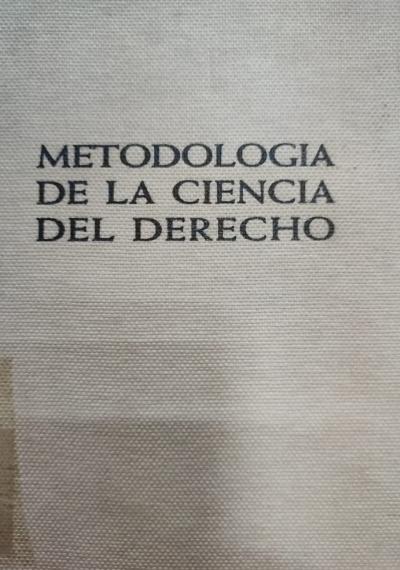 METODOLOGIA
DE LA CIENCIA
DEL DERECHO